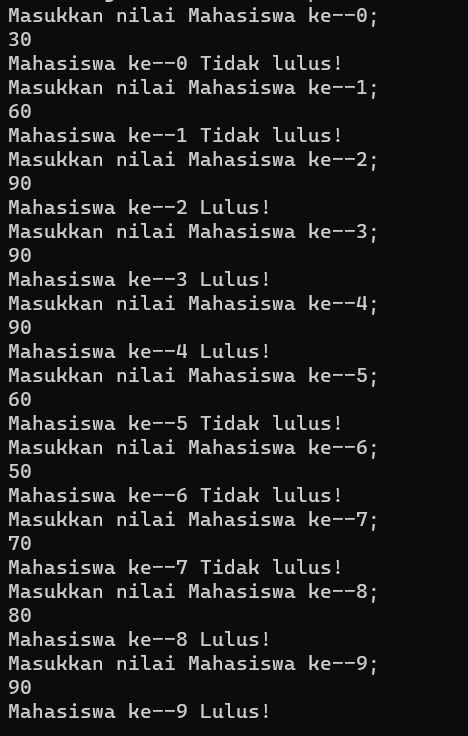 Masukkan nilai Mahasiswa ke--0;
30
Mahasiswa ke--0 Tidak lulus!
Masukkan nilai Mahasiswa ke--1;
60
Mahasiswa ke--1 Tidak lulus!
Masukkan nilai Mahasiswa ke--2;
90
Mahasiswa ke--2 Lulus!
Masukkan nilai Mahasiswa ke--3;
90
Mahasiswa ke--3 Lulus!
Masukkan nilai Mahasiswa ke--4;
90
Mahasiswa ke--4 Lulus!
Masukkan nilai Mahasiswa ke--5;
60
Mahasiswa ke--5 Tidak lulus!
Masukkan nilai Mahasiswa ke--6;
50
Mahasiswa ke--6 Tidak lulus!
Masukkan nilai Mahasiswa ke--7;
70
Mahasiswa ke--7 Tidak lulus!
Masukkan nilai Mahasiswa ke--8;
80
Mahasiswa ke--8 Lulus!
Masukkan nilai Mahasiswa ke--9;
90
Mahasiswa ke--9 Lulus!